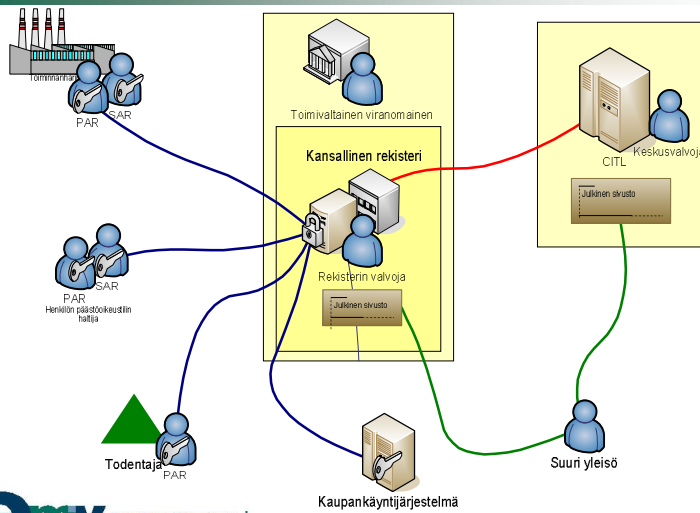 Toimivaltainen viranomainen
PAR
SAR
Kansallinen rekisteri
CITL
Keskusvalvoja
Julkinen sivusto
Rekisterin valvoja
Julkinen sivusto
PAR
SAR
Henkilön päästöoikeustilin
haltija
Todentaja
PAR
Kaupankäyntijärjestelmä
Suuri yleisö